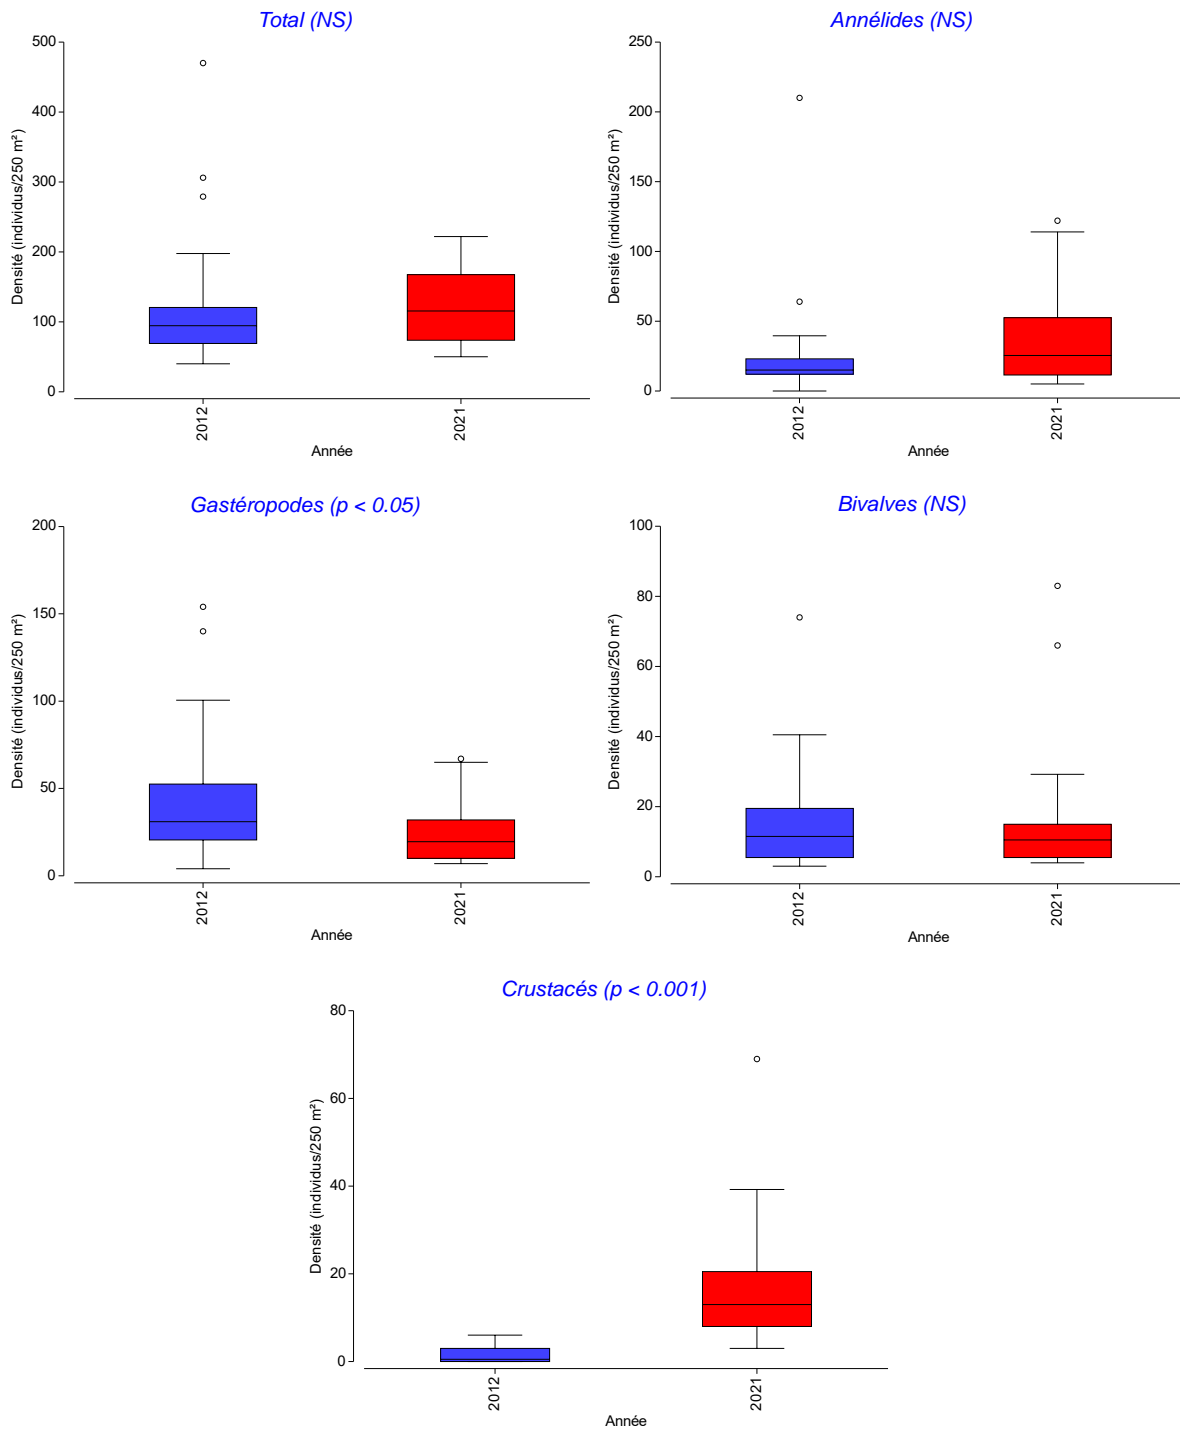 Total (NS)
Densité (individus/250 m²)
500
400
300
200
100
0
2012
2021
Année
Annélides (NS)
Densité (individus/250 m²)
250
200
150
100
50
0
2012
2021
Année
Gastéropodes (p < 0.05)
Densité (individus/250 m²)
200
150
100
50
0
2012
2021
Année
Bivalves (NS)
Densité (individus/250 m²)
100
80
60
40
20
0
2012
2021
Année
Crustacés (p < 0.001)
Densité (individus/250 m²)
80
60
40
20
0
2012
2021
Année